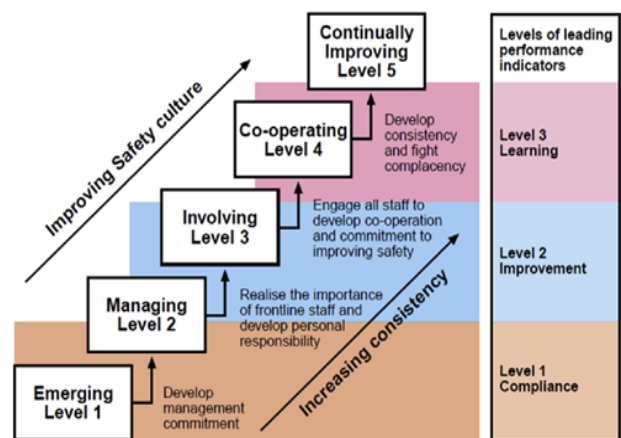 Continually
Improving
Level 5
Levels of leading
performance
indicators
Improving Safety culture
Co-operating
Level 4
Develop
consistency
and fight
complacency
Level 3
Learning
Involving
Level 3
Engage all staff to
develop co-operation
and commitment to
improving safety
Level 2
Improvement
Managing
Level 2
Realise the importance
of frontline staff and
develop personal
responsibility
Increasing consistency
Emerging
Level 1
Develop
management
commitment
Level 1
Compliance